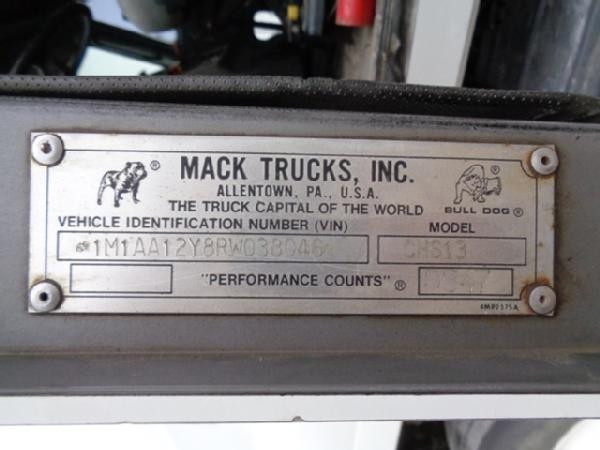 MACK TRUCKS, INC.
ALLENTOWN, PA., U.S.A.
THE TRUCK CAPITAL OF THE WORLD
BULL DOG ®
VEHICLE IDENTIFICATION NUMBER (VIN) MODEL
1M1AA12Y8RW038046 CHS13
"PERFORMANCE COUNTS" ®